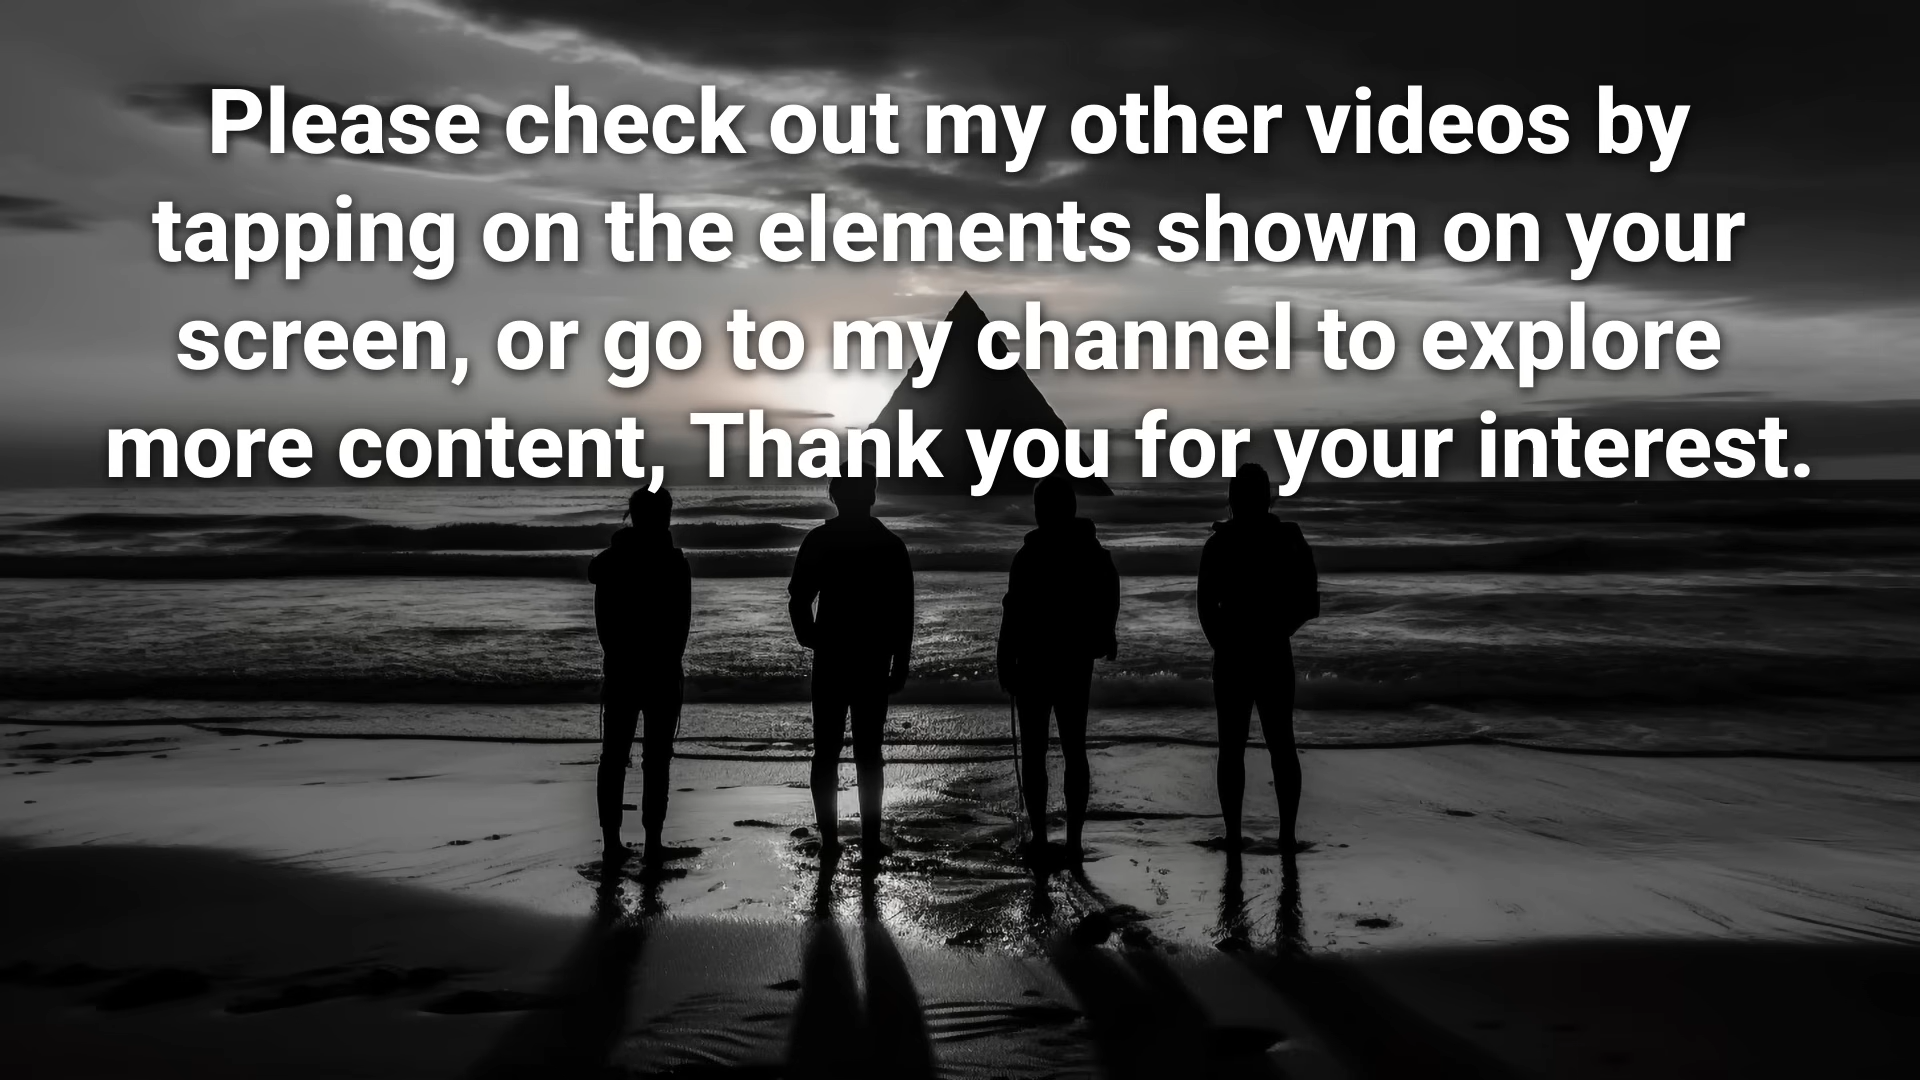 Please check out my other videos by
tapping on the elements shown on your
screen, or go to my channel to explore
more content, Thank you for your interest.